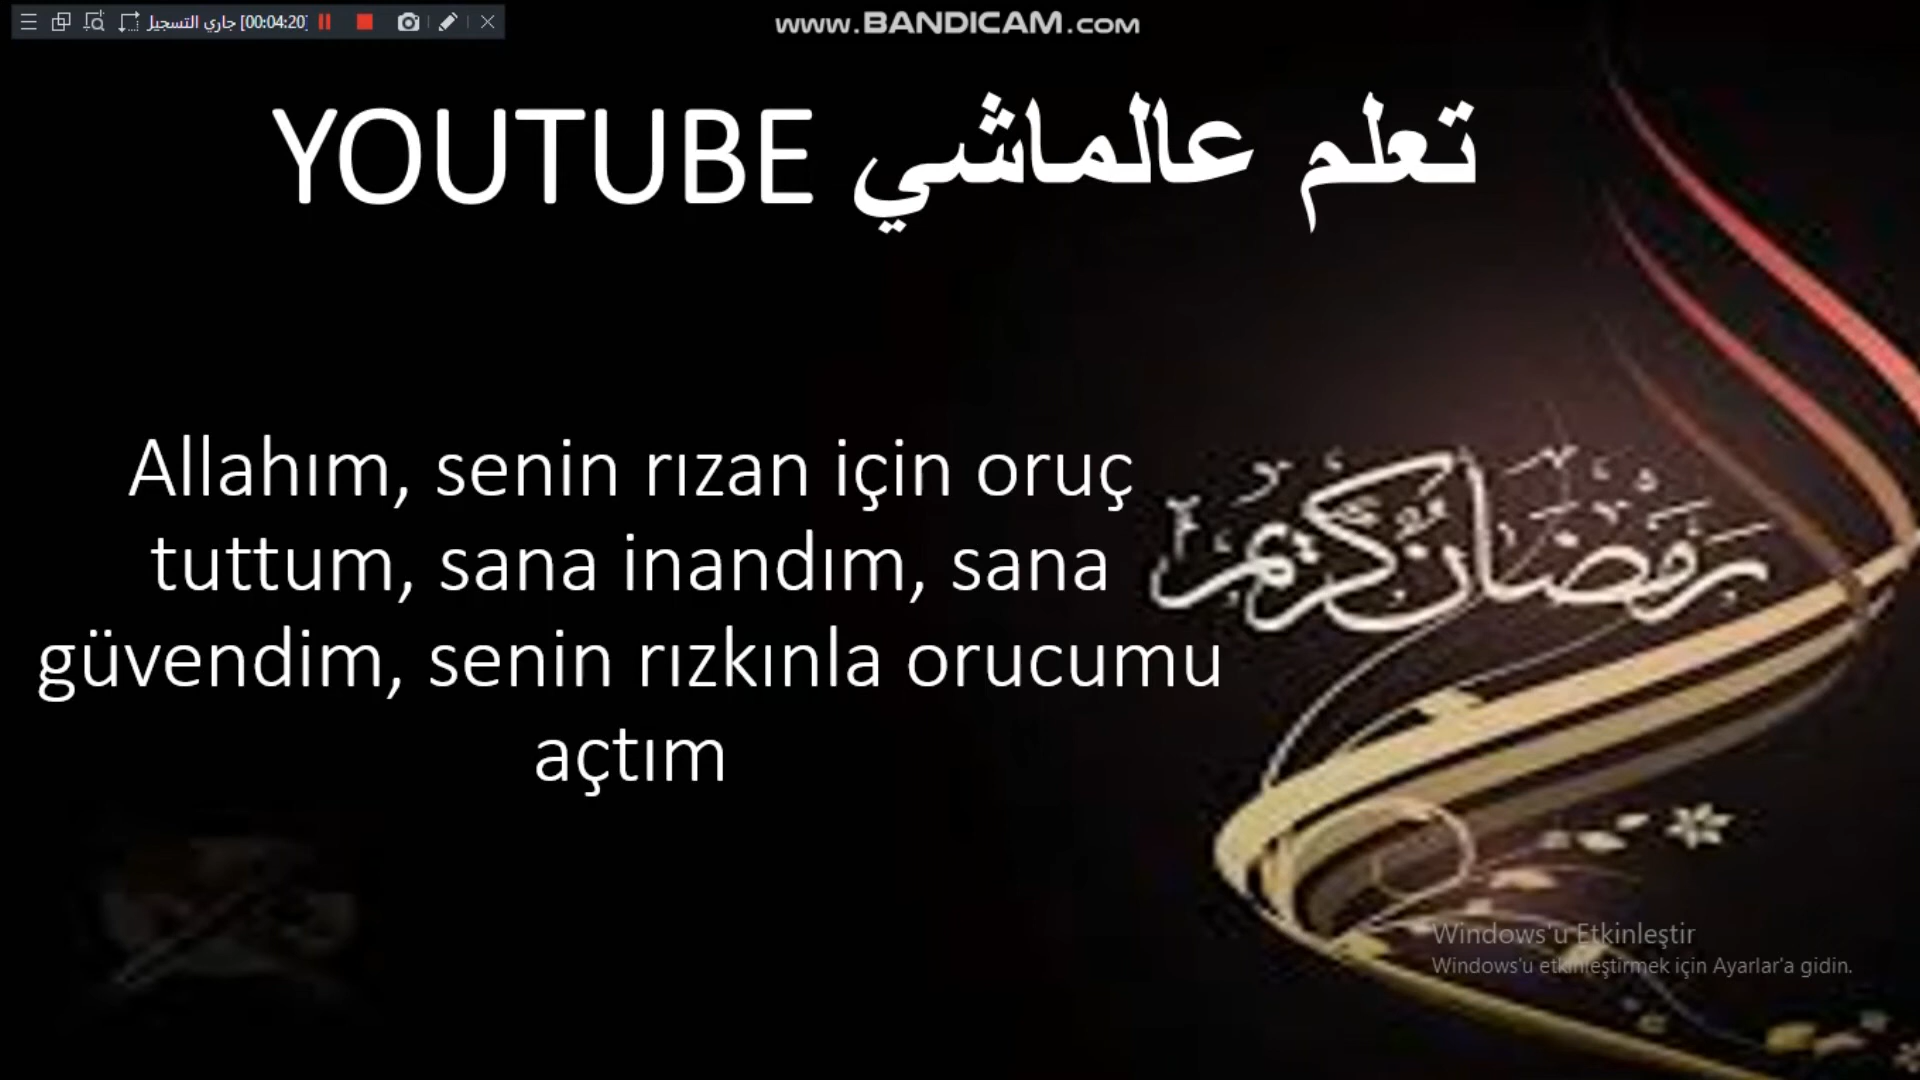 جاري التسجيل [00:04:20]
www.BANDICAM.com
تعلم عالماشي YOUTUBE
Allahım, senin rızan için oruç
tuttum, sana inandım, sana
güvendim, senin rızkınla orucumu
açtım
رمضان كريم
Windows'u Etkinleştir
Windows'u etkinleştirmek için Ayarlar'a gidin.